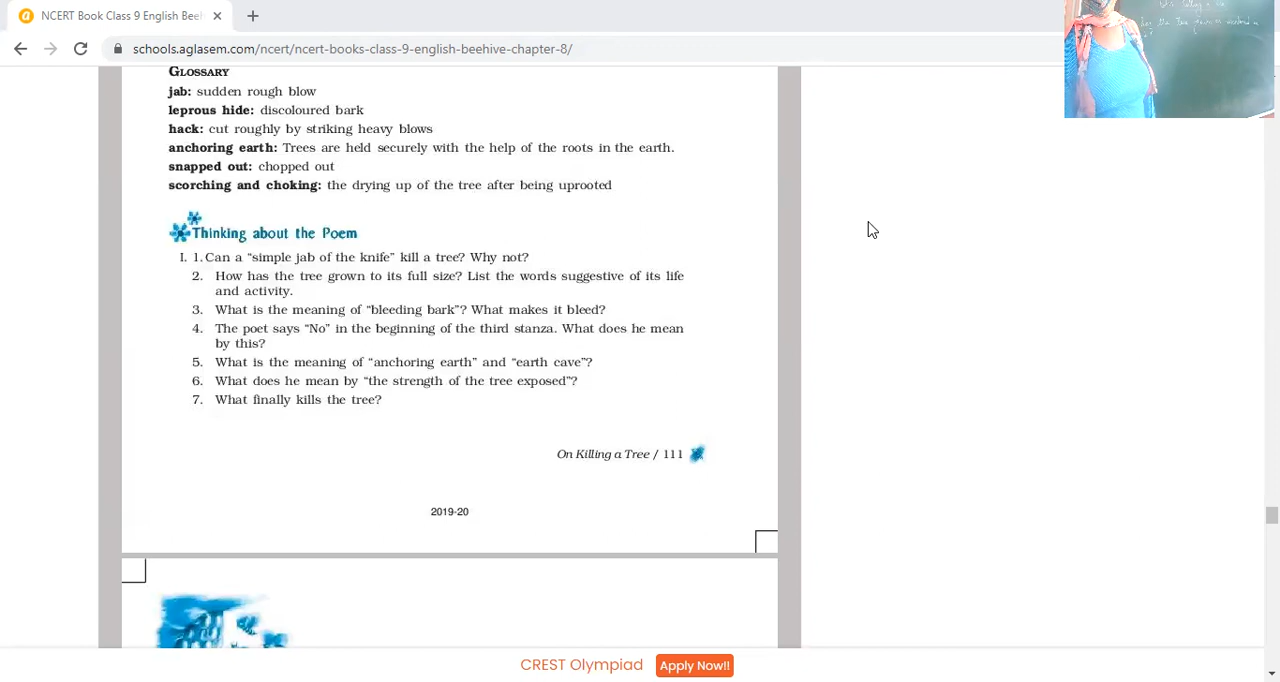 NCERT Book Class 9 English Beeh
schools.aglasem.com/ncert/ncert-books-class-9-english-beehive-chapter-8/
GLOSSARY
jab: sudden rough blow
leprous hide: discoloured bark
hack: cut roughly by striking heavy blows
anchoring earth: Trees are held securely with the help of the roots in the earth.
snapped out: chopped out
scorching and choking: the drying up of the tree after being uprooted
Thinking about the Poem
I. 1. Can a “simple jab of the knife” kill a tree? Why not?
2. How has the tree grown to its full size? List the words suggestive of its life
and activity.
3. What is the meaning of “bleeding bark”? What makes it bleed?
4. The poet says “No” in the beginning of the third stanza. What does he mean
by this?
5. What is the meaning of “anchoring earth” and “earth cave”?
6. What does he mean by “the strength of the tree exposed”?
7. What finally kills the tree?
On Killing a Tree / 111
2019-20
CREST Olympiad Apply Now!!